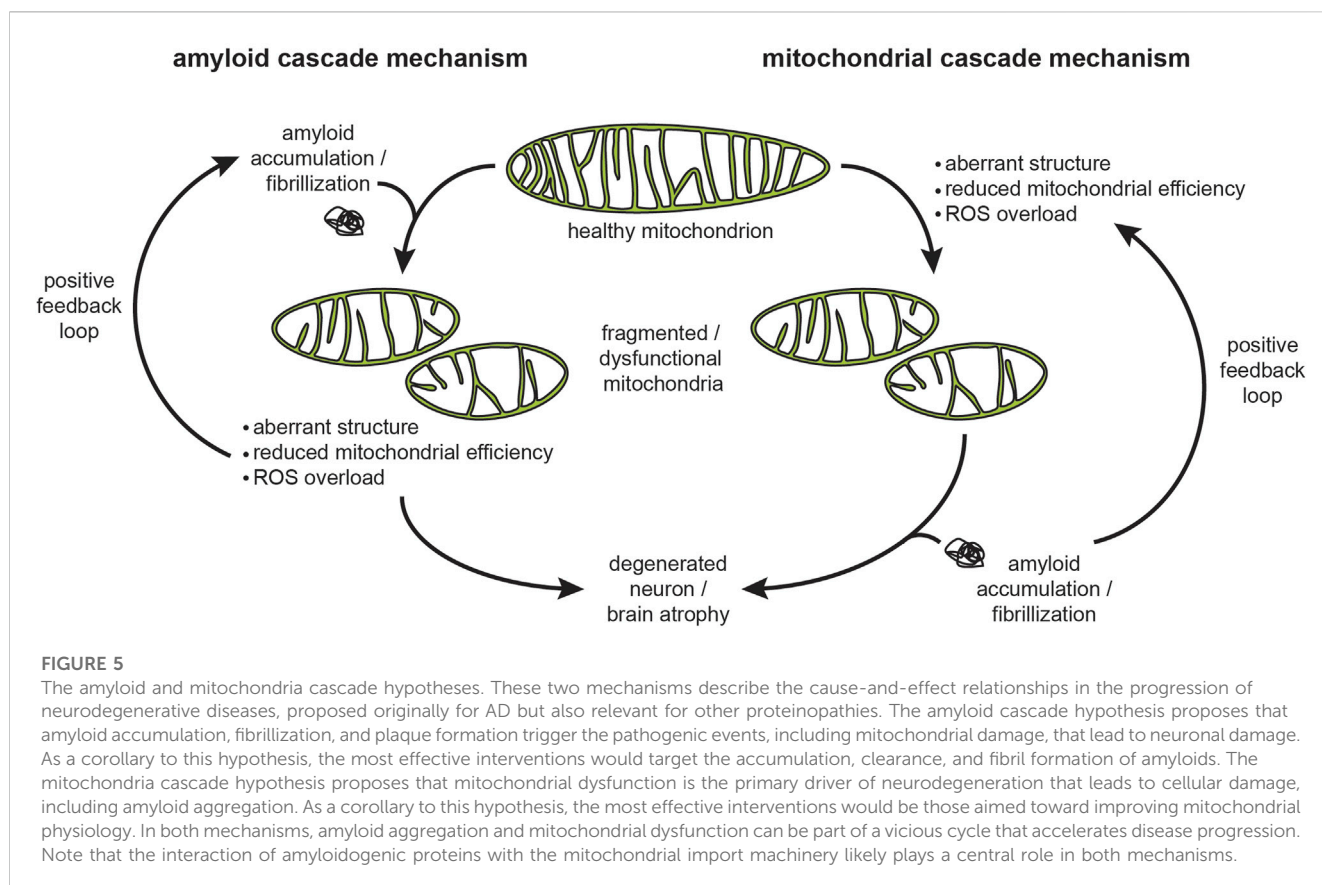 amyloid cascade mechanism
mitochondrial cascade mechanism
amyloid
accumulation /
fibrillization
healthy mitochondrion
• aberrant structure
• reduced mitochondrial efficiency
• ROS overload
positive
feedback
loop
fragmented /
dysfunctional
mitochondria
positive
feedback
loop
• aberrant structure
• reduced mitochondrial efficiency
• ROS overload
degenerated
neuron /
brain atrophy
amyloid
accumulation /
fibrillization
FIGURE 5
The amyloid and mitochondria cascade hypotheses. These two mechanisms describe the cause-and-effect relationships in the progression of
neurodegenerative diseases, proposed originally for AD but also relevant for other proteinopathies. The amyloid cascade hypothesis proposes that
amyloid accumulation, fibrillization, and plaque formation trigger the pathogenic events, including mitochondrial damage, that lead to neuronal damage.
As a corollary to this hypothesis, the most effective interventions would target the accumulation, clearance, and fibril formation of amyloids. The
mitochondria cascade hypothesis proposes that mitochondrial dysfunction is the primary driver of neurodegeneration that leads to cellular damage,
including amyloid aggregation. As a corollary to this hypothesis, the most effective interventions would be those aimed toward improving mitochondrial
physiology. In both mechanisms, amyloid aggregation and mitochondrial dysfunction can be part of a vicious cycle that accelerates disease progression.
Note that the interaction of amyloidogenic proteins with the mitochondrial import machinery likely plays a central role in both mechanisms.